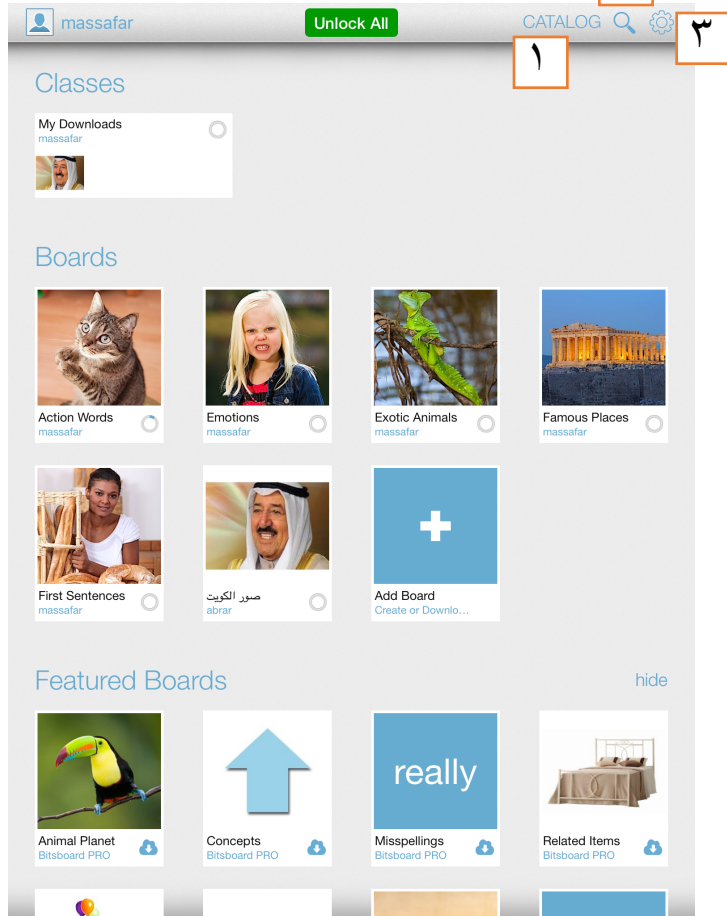 massafar
Unlock All
CATALOG
٣
١
Classes
My Downloads
massafar
Boards
Action Words
massafar
Emotions
massafar
Exotic Animals
massafar
Famous Places
massafar
First Sentences
massafar
صور الكويت
abrar
Add Board
Create or Downlo...
Featured Boards
hide
really
Animal Planet
Bitsboard PRO
Concepts
Bitsboard PRO
Misspellings
Bitsboard PRO
Related Items
Bitsboard PRO